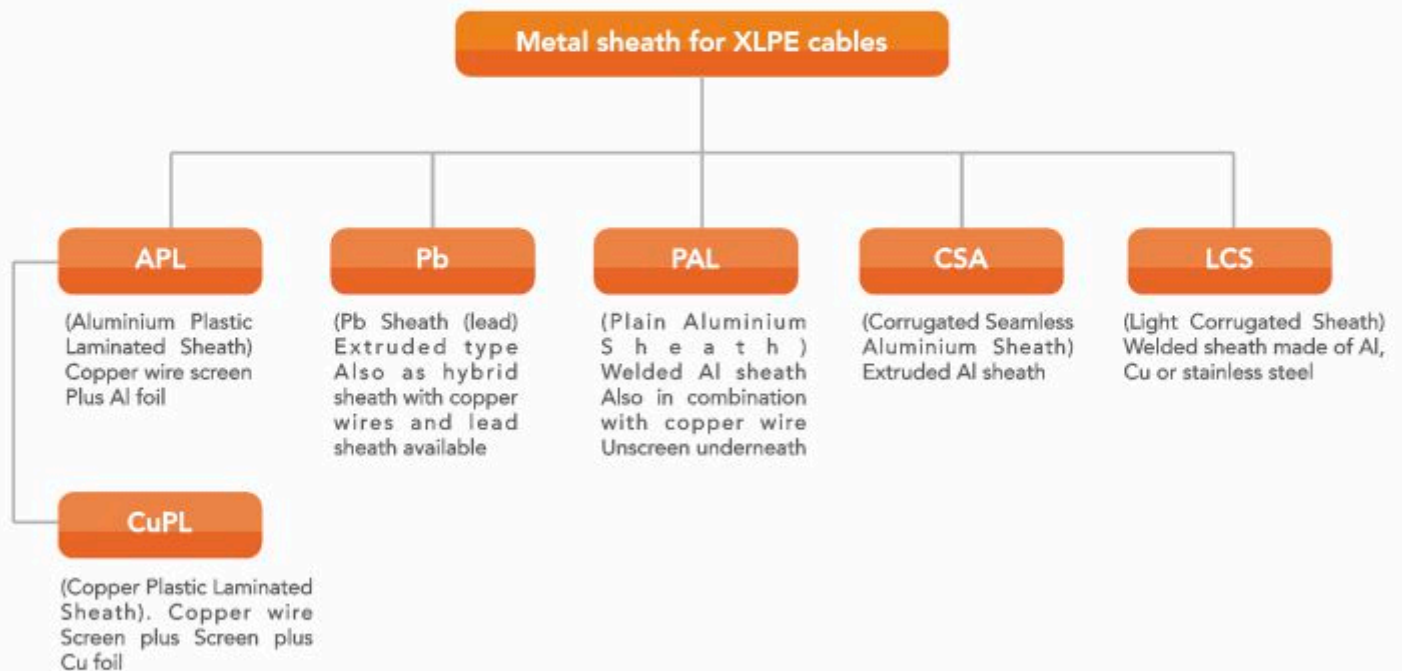 Metal sheath for XLPE cables
APL
(Aluminium Plastic
Laminated Sheath)
Copper wire screen
Plus Al foil
Pb
(Pb Sheath (lead)
Extruded type
Also as hybrid
sheath with copper
wires and lead
sheath available
PAL
(Plain Aluminium
Sheath)
Welded Al sheath
Also in combination
with copper wire
Unscreen underneath
CSA
(Corrugated Seamless
Aluminium Sheath)
Extruded Al sheath
LCS
(Light Corrugated Sheath)
Welded sheath made of Al,
Cu or stainless steel
CuPL
(Copper Plastic Laminated
Sheath). Copper wire
Screen plus Screen plus
Cu foil